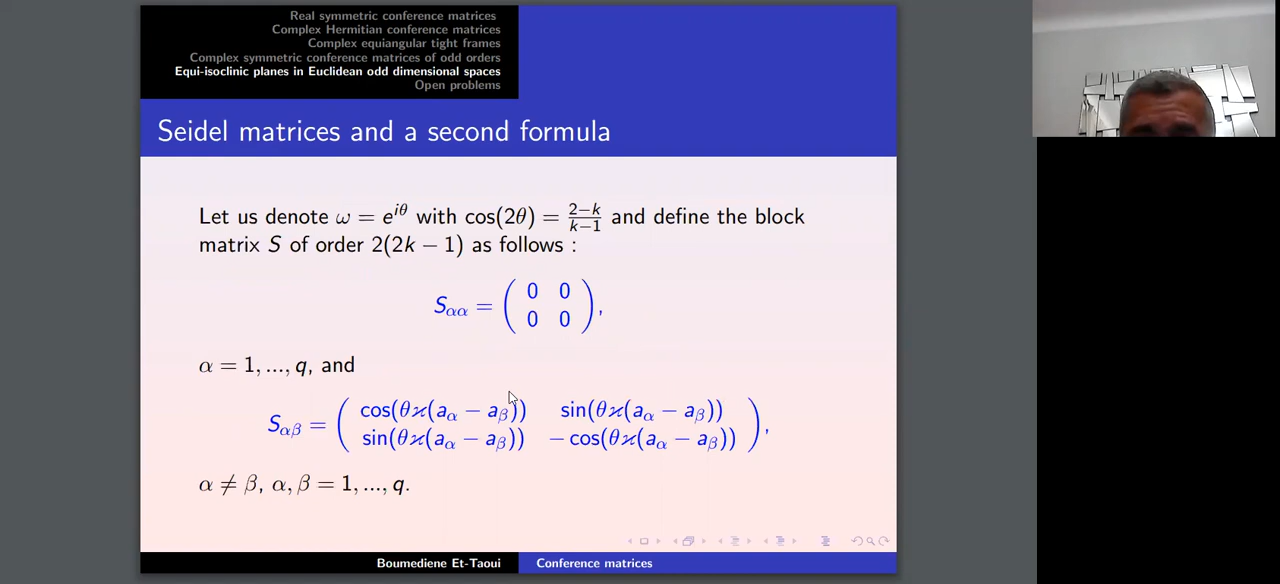 Real symmetric conference matrices
Complex Hermitian conference matrices
Complex equiangular tight frames
Complex symmetric conference matrices of odd orders
Equi-isoclinic planes in Euclidean odd dimensional spaces
Open problems
Seidel matrices and a second formula
Let us denote ω = e^{iθ} with cos(2θ) = \frac{2−k}{k−1} and define the block
matrix S of order 2(2k − 1) as follows :
S_{αα} = ( 0 0
0 0 ),
α = 1, ..., q, and
S_{αβ} = ( cos(θϰ(a_α − a_β)) sin(θϰ(a_α − a_β))
sin(θϰ(a_α − a_β)) − cos(θϰ(a_α − a_β)) ),
α ≠ β, α, β = 1, ..., q.
Boumediene Et-Taoui Conference matrices